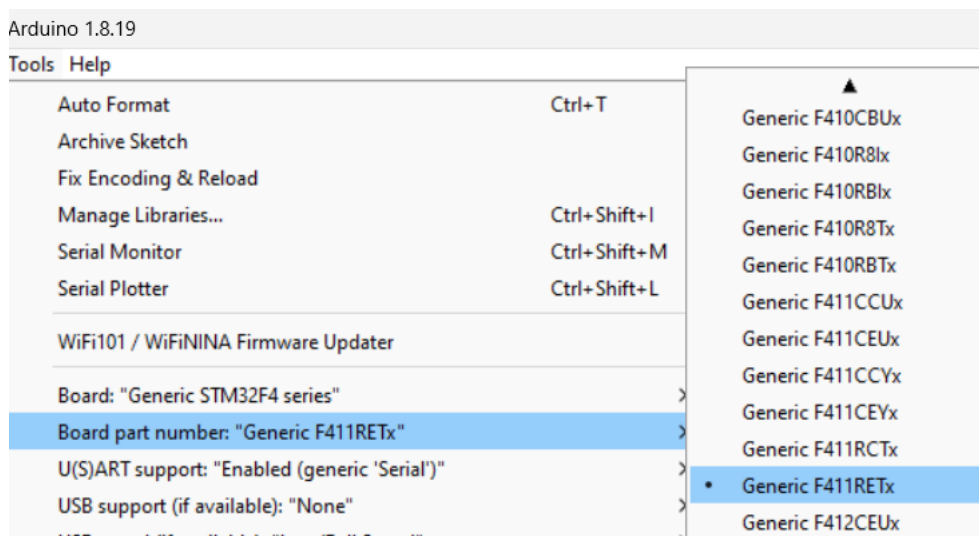 Arduino 1.8.19
Tools Help
Auto Format Ctrl+T
Archive Sketch
Fix Encoding & Reload
Manage Libraries... Ctrl+Shift+I
Serial Monitor Ctrl+Shift+M
Serial Plotter Ctrl+Shift+L
WiFi101 / WiFiNINA Firmware Updater
Board: "Generic STM32F4 series"
Board part number: "Generic F411RETx"
U(S)ART support: "Enabled (generic 'Serial')"
USB support (if available): "None"
Generic F410CBUx
Generic F410R8Ix
Generic F410RBIx
Generic F410R8Tx
Generic F410RBTx
Generic F411CCUx
Generic F411CEUx
Generic F411CCYx
Generic F411CEYx
Generic F411RCTx
Generic F411RETx
Generic F412CEUx